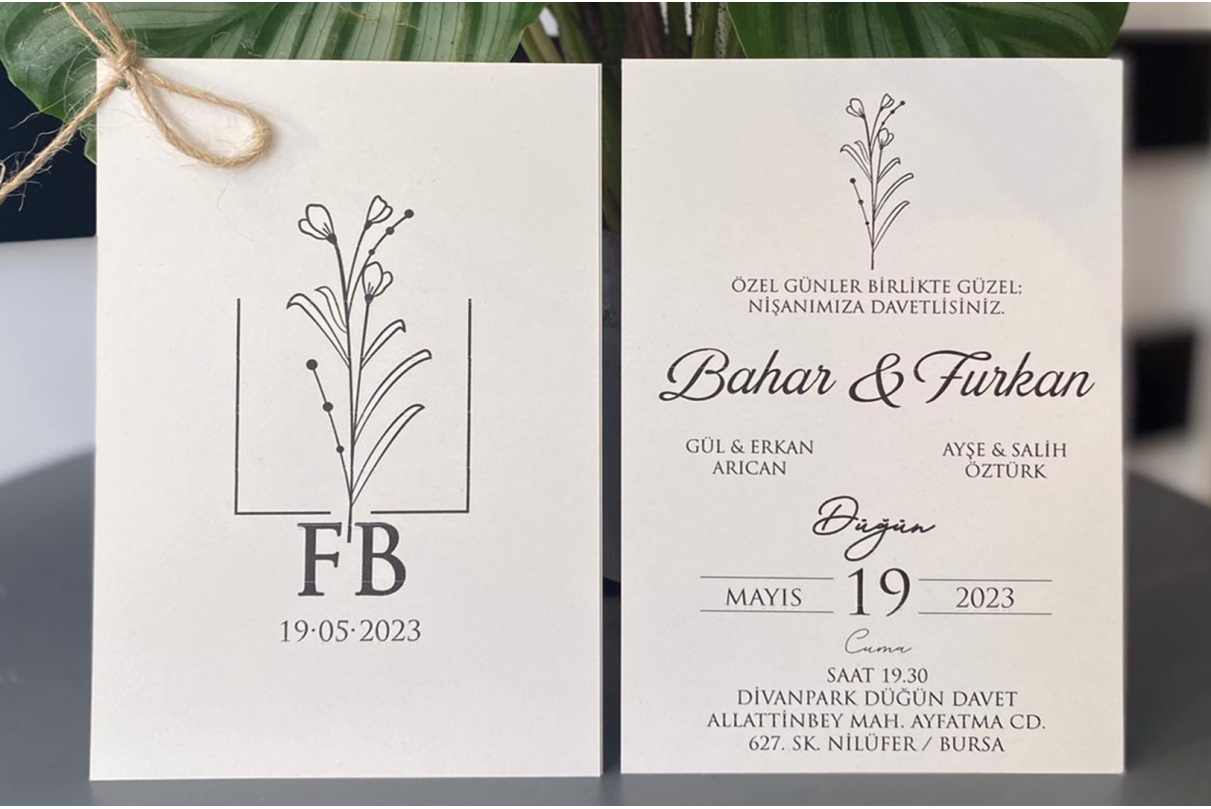 FB
19·05·2023
ÖZEL GÜNLER BİRLİKTE GÜZEL;
NİŞANIMIZA DAVETLİSİNİZ.
Bahar & Furkan
GÜL & ERKAN
ARICAN
AYŞE & SALİH
ÖZTÜRK
Düğün
MAYIS 19 2023
Cuma
SAAT 19.30
DİVANPARK DÜĞÜN DAVET
ALLATTİNBEY MAH. AYFATMA CD.
627. SK. NİLÜFER / BURSA